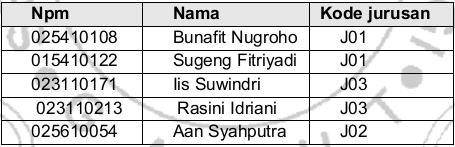 Npm Nama Kode jurusan
025410108 Bunafit Nugroho J01
015410122 Sugeng Fitriyadi J01
023110171 Iis Suwindri J03
023110213 Rasini Idriani J03
025610054 Aan Syahputra J02